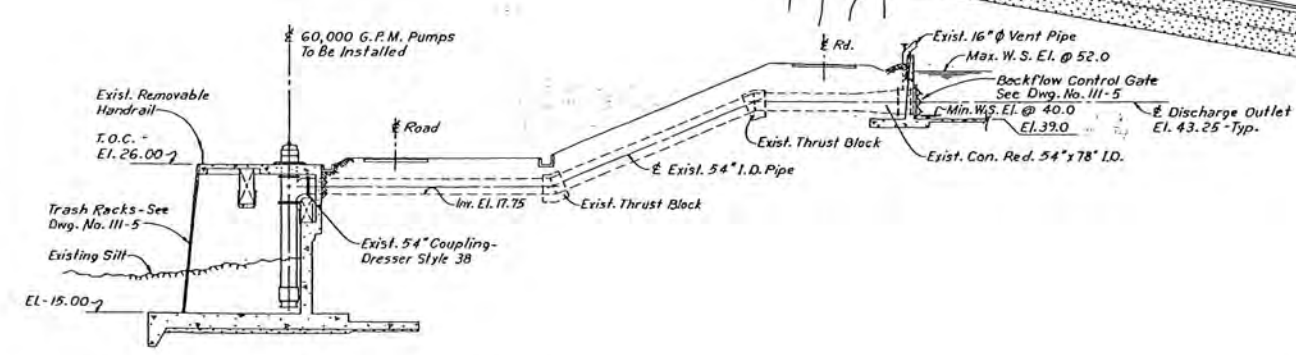 ℄ 60,000 G.P.M. Pumps
To Be Installed
Exist. Removable
Handrail
T.O.C. -
El. 26.00
℄ Road
Trash Racks - See
Dwg. No. 111-5
Existing Silt
EL-15.00
Inv. El. 17.75
Exist. 54" Coupling-
Dresser Style 38
Exist. Thrust Block
℄ Exist. 54" I.D. Pipe
Exist. Thrust Block
℄ Rd.
Exist. 16" Φ Vent Pipe
Max. W.S. El. @ 52.0
Backflow Control Gate
See Dwg. No. 111-5
Min. W.S. El. @ 40.0
El. 39.0
℄ Discharge Outlet
El. 43.25 - Typ.
Exist. Con. Red. 54" x 78" I.D.